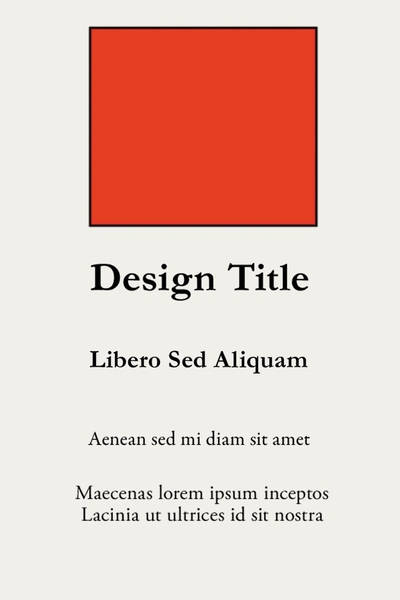 Design Title
Libero Sed Aliquam
Aenean sed mi diam sit amet
Maecenas lorem ipsum inceptos
Lacinia ut ultrices id sit nostra